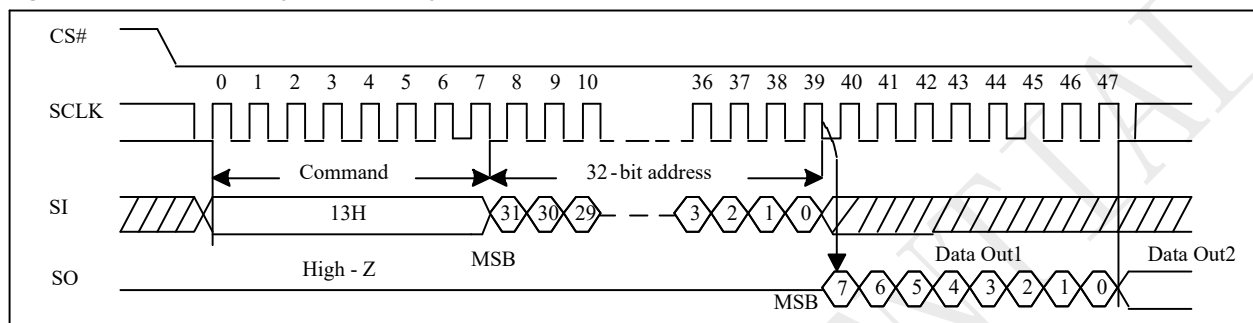 CS#
0 1 2 3 4 5 6 7 8 9 10 36 37 38 39 40 41 42 43 44 45 46 47
SCLK
Command 32-bit address
SI 13H 31 30 29 3 2 1 0
High - Z MSB Data Out1 Data Out2
SO MSB 7 6 5 4 3 2 1 0